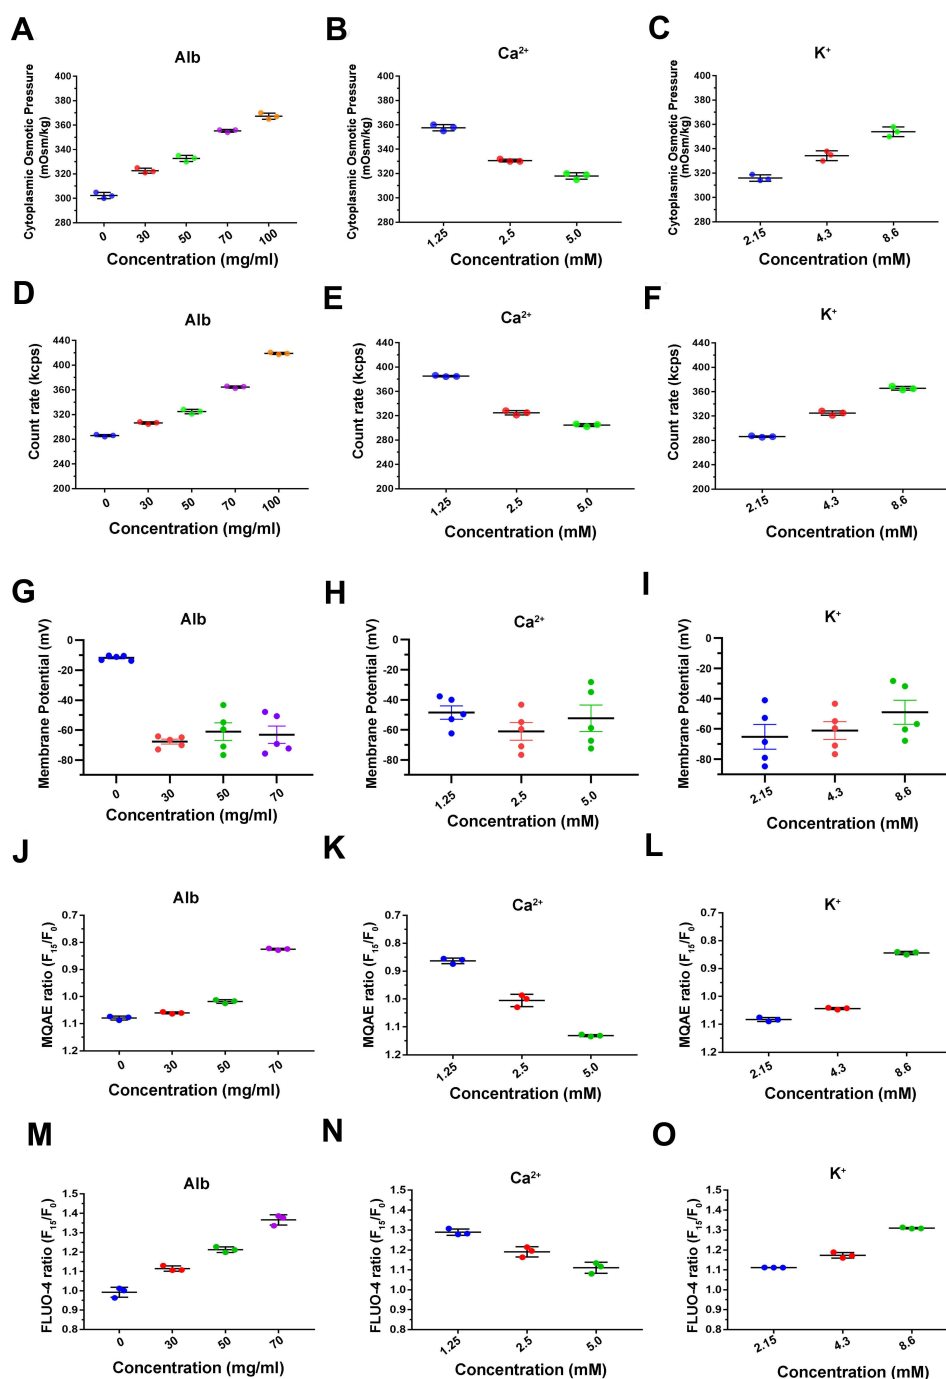 A
Alb
Cytoplasmic Osmotic Pressure
(mOsm/kg)
400
380
360
340
320
300
280
0 30 50 70 100
Concentration (mg/ml)
B
Ca²⁺
Cytoplasmic Osmotic Pressure
(mOsm/kg)
400
380
360
340
320
300
280
1.25 2.5 5.0
Concentration (mM)
C
K⁺
Cytoplasmic Osmotic Pressure
(mOsm/kg)
400
380
360
340
320
300
280
2.15 4.3 8.6
Concentration (mM)
D
Alb
Count rate (kcps)
440
400
360
320
280
240
200
0 30 50 70 100
Concentration (mg/ml)
E
Ca²⁺
Count rate (kcps)
440
400
360
320
280
240
200
1.25 2.5 5.0
Concentration (mM)
F
K⁺
Count rate (kcps)
440
400
360
320
280
240
200
2.15 4.3 8.6
Concentration (mM)
G
Alb
Membrane Potential (mV)
0
-20
-40
-60
-80
0 30 50 70
Concentration (mg/ml)
H
Ca²⁺
Membrane Potential (mV)
0
-20
-40
-60
-80
1.25 2.5 5.0
Concentration (mM)
I
K⁺
Membrane Potential (mV)
0
-20
-40
-60
-80
2.15 4.3 8.6
Concentration (mM)
J
Alb
MQAE ratio (F₁₅/F₀)
0.7
0.8
0.9
1.0
1.1
1.2
0 30 50 70
Concentration (mg/ml)
K
Ca²⁺
MQAE ratio (F₁₅/F₀)
0.7
0.8
0.9
1.0
1.1
1.2
1.25 2.5 5.0
Concentration (mM)
L
K⁺
MQAE ratio (F₁₅/F₀)
0.7
0.8
0.9
1.0
1.1
1.2
2.15 4.3 8.6
Concentration (mM)
M
Alb
FLUO-4 ratio (F₁₅/F₀)
1.5
1.4
1.3
1.2
1.1
1.0
0.9
0.8
0 30 50 70
Concentration (mg/ml)
N
Ca²⁺
FLUO-4 ratio (F₁₅/F₀)
1.5
1.4
1.3
1.2
1.1
1.0
0.9
0.8
1.25 2.5 5.0
Concentration (mM)
O
K⁺
FLUO-4 ratio (F₁₅/F₀)
1.5
1.4
1.3
1.2
1.1
1.0
0.9
0.8
2.15 4.3 8.6
Concentration (mM)